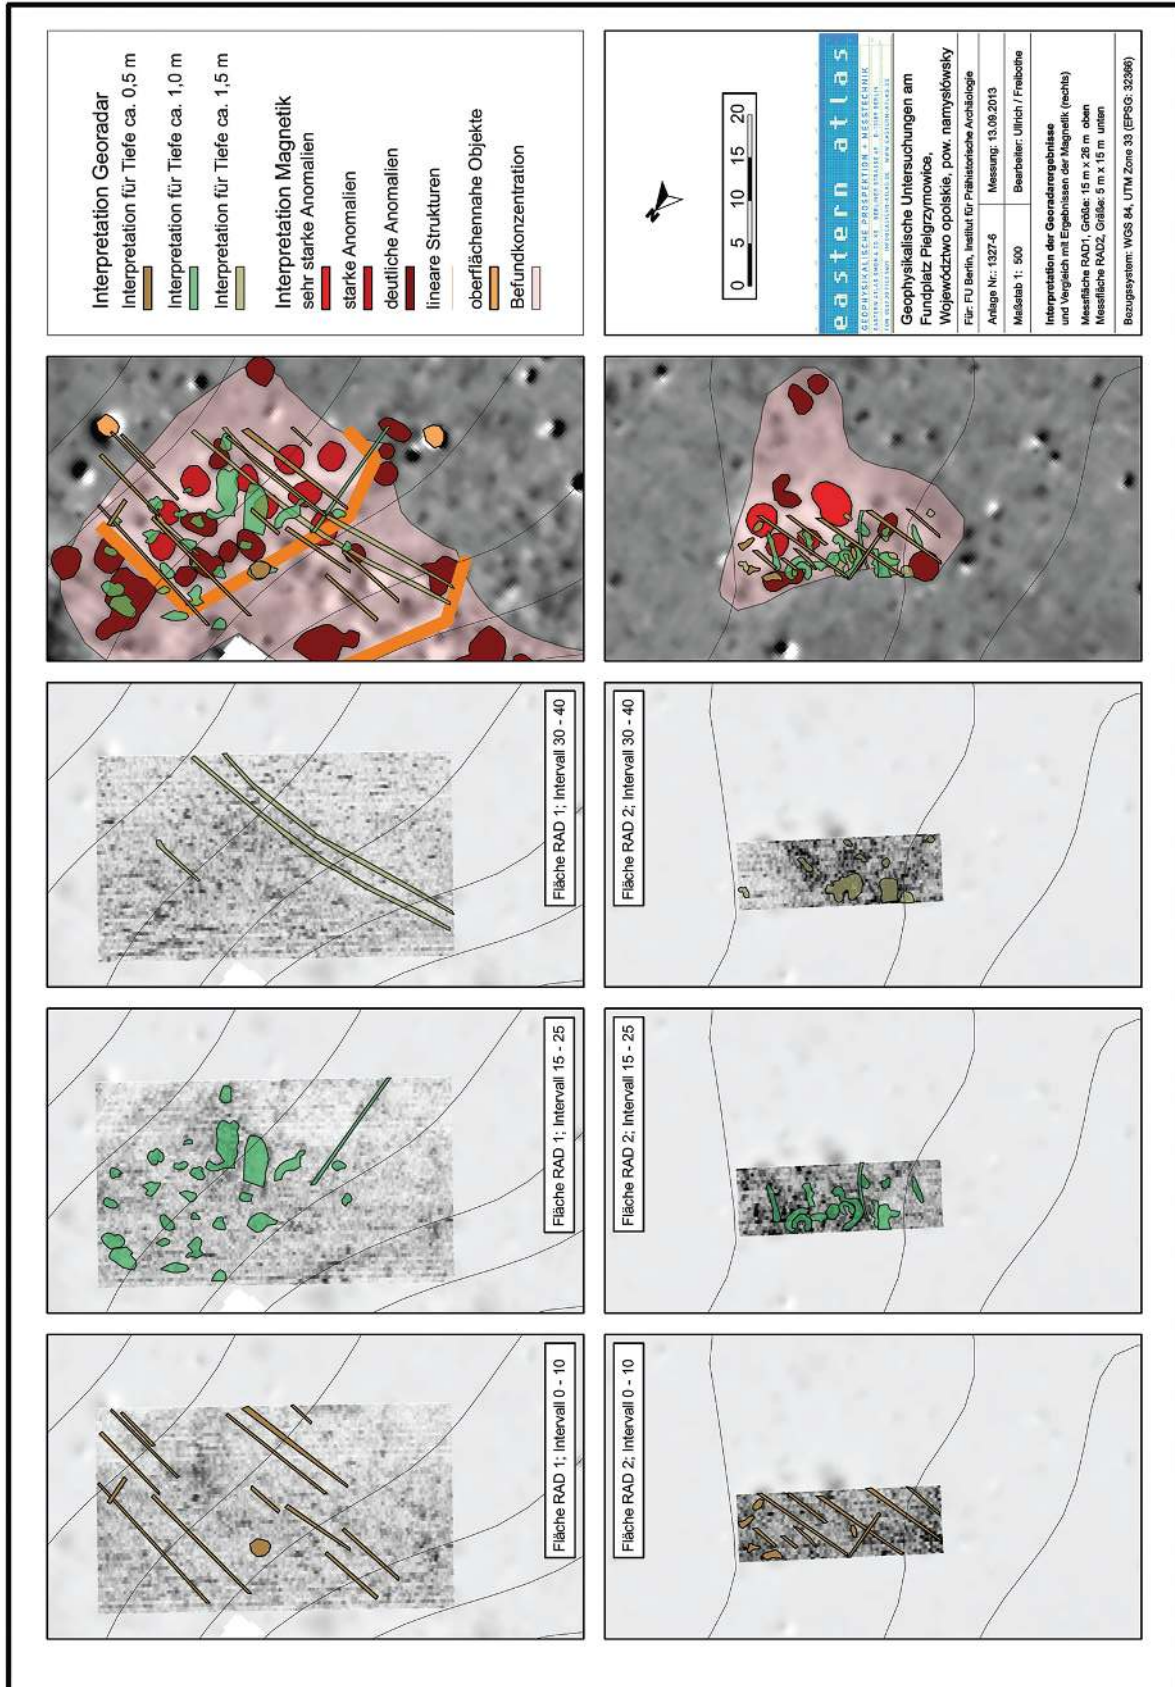 Interpretation Georadar
Interpretation für Tiefe ca. 0,5 m
Interpretation für Tiefe ca. 1,0 m
Interpretation für Tiefe ca. 1,5 m
Interpretation Magnetik
sehr starke Anomalien
starke Anomalien
deutliche Anomalien
lineare Strukturen
oberflächennahe Objekte
Befundkonzentration
Fläche RAD 1; Intervall 30 - 40
Fläche RAD 1; Intervall 15 - 25
Fläche RAD 1; Intervall 0 - 10
N
0 5 10 15 20
eastern atlas
GEOPHYSIKALISCHE PROSPEKTION + MESSTECHNIK
Geophysikalische Untersuchungen am
Fundplatz Pielgrzymowice,
Województwo opolskie, pow. namysłówsky
Für: FU Berlin, Institut für Prähistorische Archäologie
Anlage Nr.: 1327-6 Messung: 13.09.2013
Maßstab 1: 500 Bearbeiter: Ullrich / Freibothe
Interpretation der Georadarergebnisse
und Vergleich mit Ergebnissen der Magnetik (rechts)
Messfläche RAD1, Größe: 15 m x 26 m oben
Messfläche RAD2, Größe: 5 m x 15 m unten
Bezugssystem: WGS 84, UTM Zone 33 (EPSG: 32366)
Fläche RAD 2; Intervall 30 - 40
Fläche RAD 2; Intervall 15 - 25
Fläche RAD 2; Intervall 0 - 10